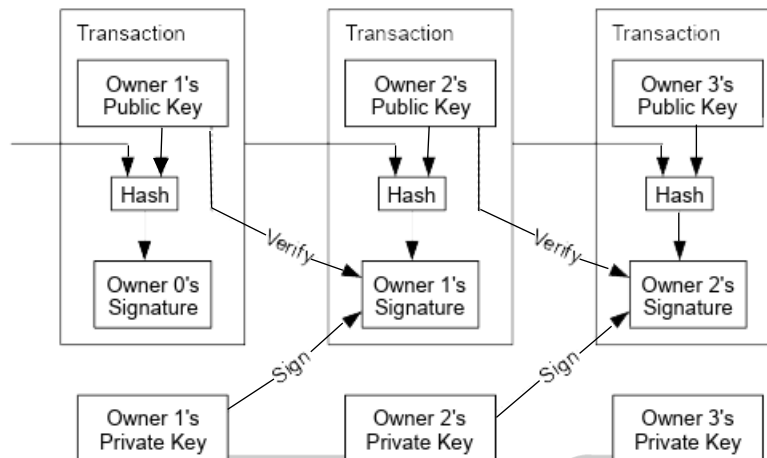 Transaction
Transaction
Transaction
Owner 1's
Public Key
Owner 2's
Public Key
Owner 3's
Public Key
Hash
Hash
Hash
Verify
Verify
Owner 0's
Signature
Owner 1's
Signature
Owner 2's
Signature
Sign
Sign
Owner 1's
Private Key
Owner 2's
Private Key
Owner 3's
Private Key